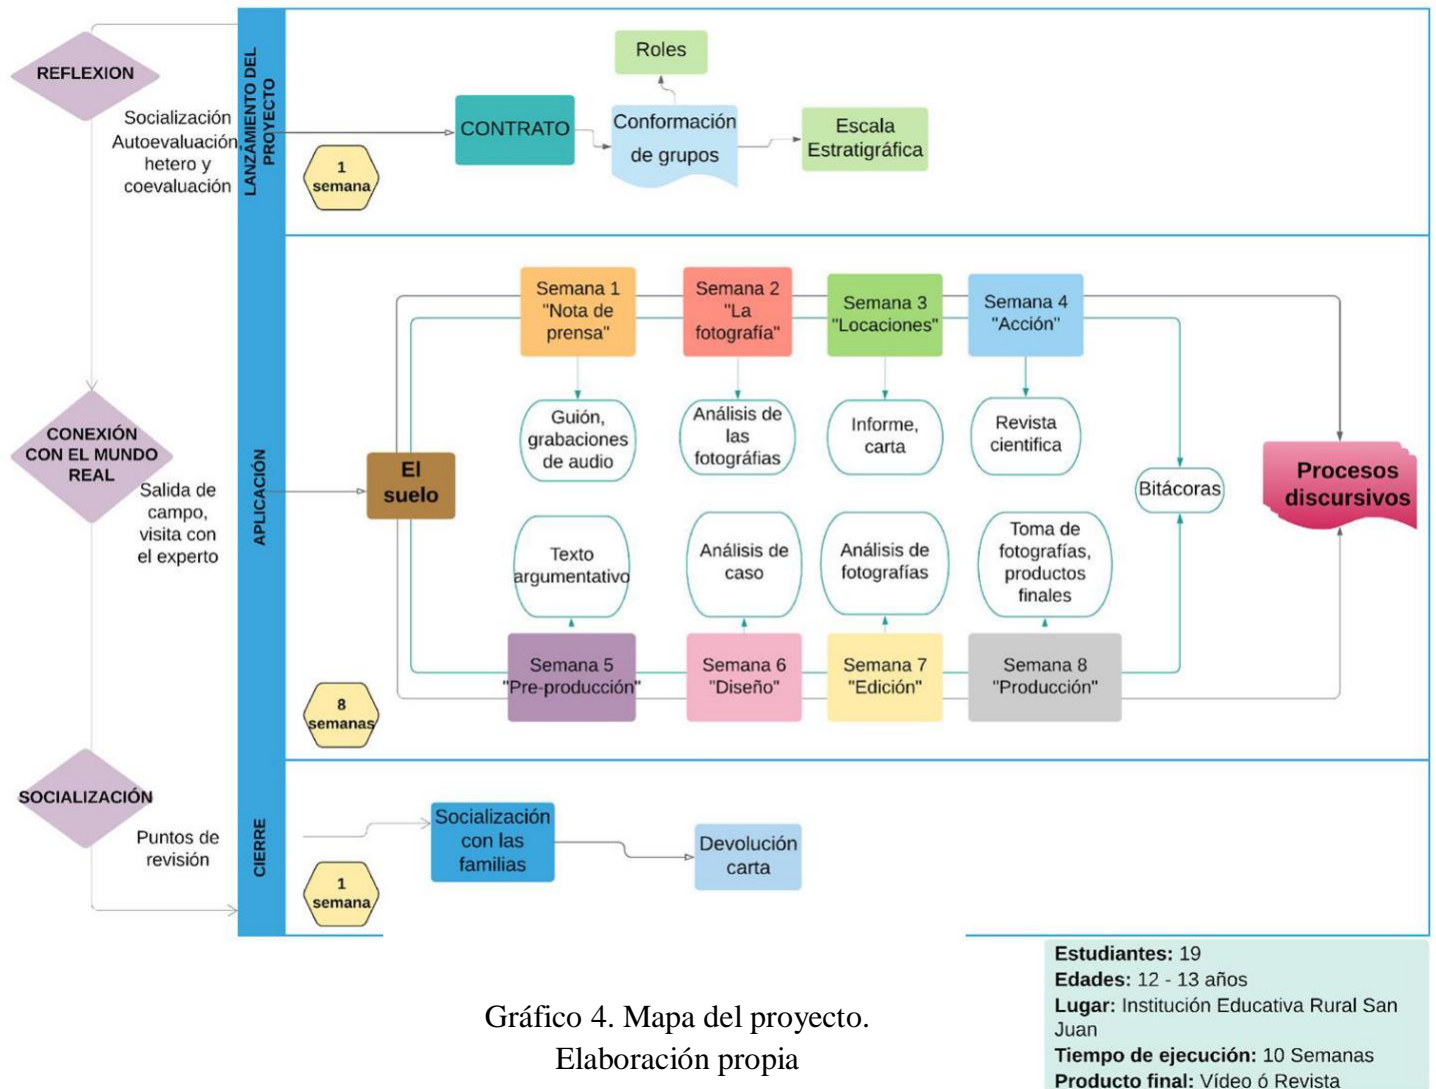 REFLEXION
Socialización
Autoevaluación,
hetero y
coevaluación
LANZAMIENTO DEL
PROYECTO
1
semana
CONTRATO
Conformación
de grupos
Roles
Escala
Estratigráfica
CONEXIÓN
CON EL MUNDO
REAL
Salida de
campo,
visita con
el experto
APLICACIÓN
8
semanas
El
suelo
Semana 1
"Nota de
prensa"
Semana 2
"La
fotografía"
Semana 3
"Locaciones"
Semana 4
"Acción"
Guión,
grabaciones
de audio
Análisis de
las
fotográfias
Informe,
carta
Revista
cientifica
Bitácoras
Procesos
discursivos
Texto
argumentativo
Análisis de
caso
Análisis de
fotografías
Toma de
fotografías,
productos
finales
Semana 5
"Pre-producción"
Semana 6
"Diseño"
Semana 7
"Edición"
Semana 8
"Producción"
SOCIALIZACIÓN
Puntos de
revisión
CIERRE
1
semana
Socialización
con las
familias
Devolución
carta
Estudiantes: 19
Edades: 12 - 13 años
Lugar: Institución Educativa Rural San
Juan
Tiempo de ejecución: 10 Semanas
Producto final: Vídeo ó Revista
Gráfico 4. Mapa del proyecto.
Elaboración propia